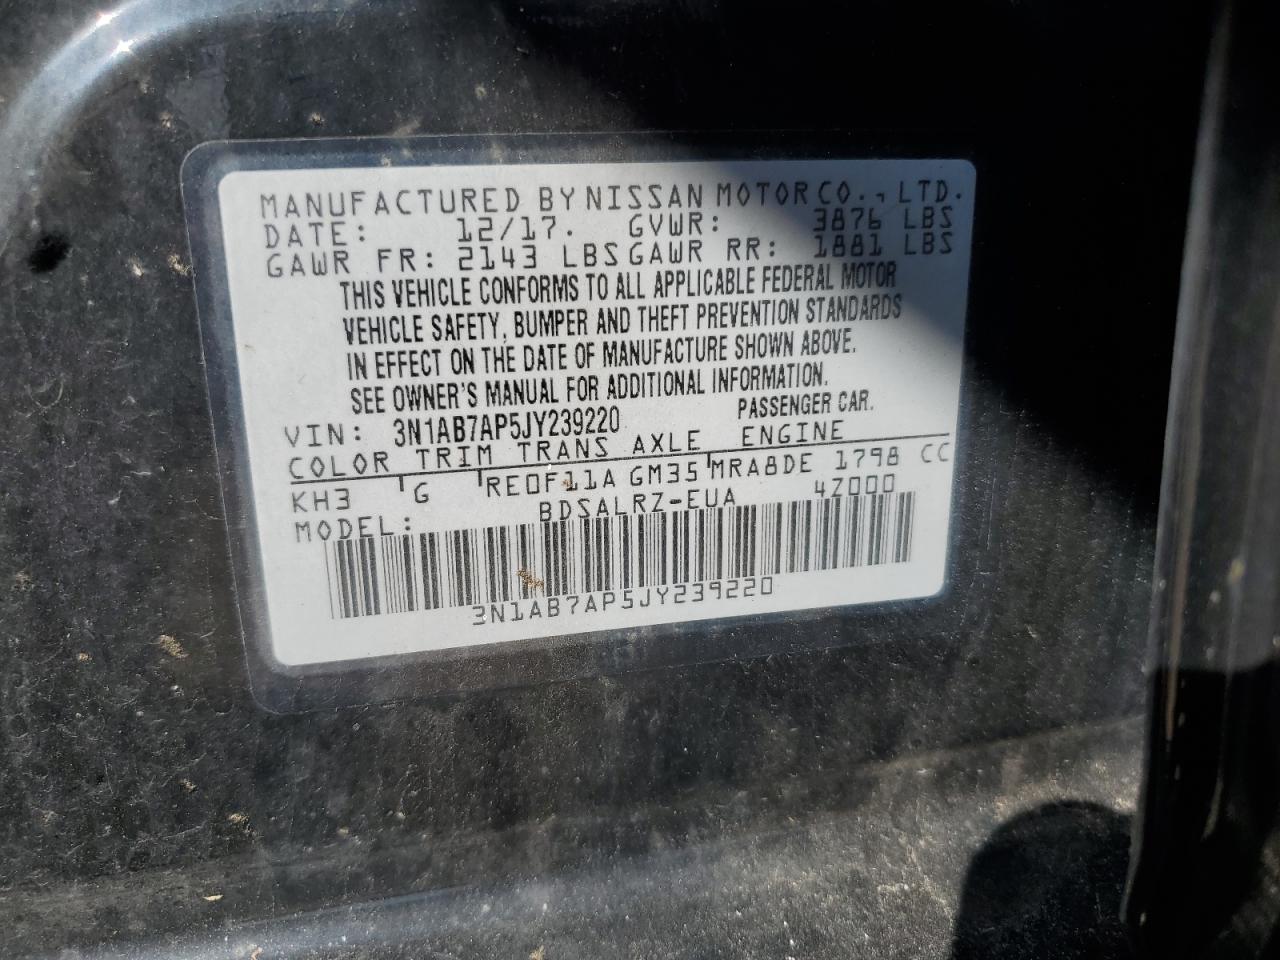 MANUFACTURED BY NISSAN MOTOR CO., LTD.
DATE: 12/17. GVWR: 3876 LBS
GAWR FR: 2143 LBS GAWR RR: 1881 LBS
THIS VEHICLE CONFORMS TO ALL APPLICABLE FEDERAL MOTOR
VEHICLE SAFETY, BUMPER AND THEFT PREVENTION STANDARDS
IN EFFECT ON THE DATE OF MANUFACTURE SHOWN ABOVE.
SEE OWNER'S MANUAL FOR ADDITIONAL INFORMATION.
VIN: 3N1AB7AP5JY239220 PASSENGER CAR.
COLOR TRIM TRANS AXLE ENGINE
KH3 G RE0F11A GM35 MRA8DE 1798 CC
MODEL: BDSALRZ-EUA 4Z000
3N1AB7AP5JY239220